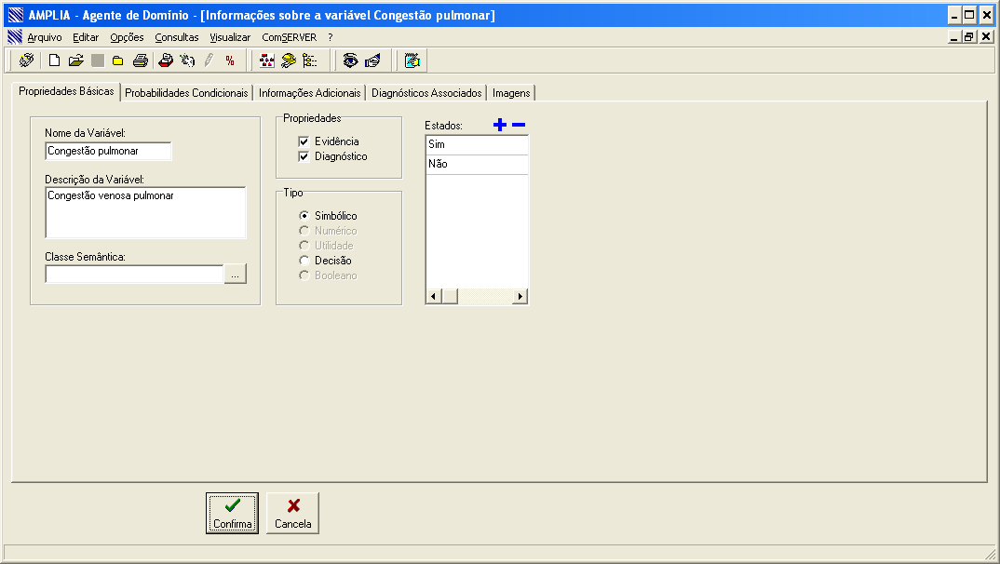 AMPLIA - Agente de Domínio - [Informações sobre a variável Congestão pulmonar]
Arquivo Editar Opções Consultas Visualizar ComSERVER ?
%
Propriedades Básicas Probabilidades Condicionais Informações Adicionais Diagnósticos Associados Imagens
Nome da Variável:
Congestão pulmonar
Descrição da Variável:
Congestão venosa pulmonar
Classe Semântica:
...
Propriedades
Evidência
Diagnóstico
Tipo
Simbólico
Numérico
Utilidade
Decisão
Booleano
Estados:
Sim
Não
Confirma Cancela